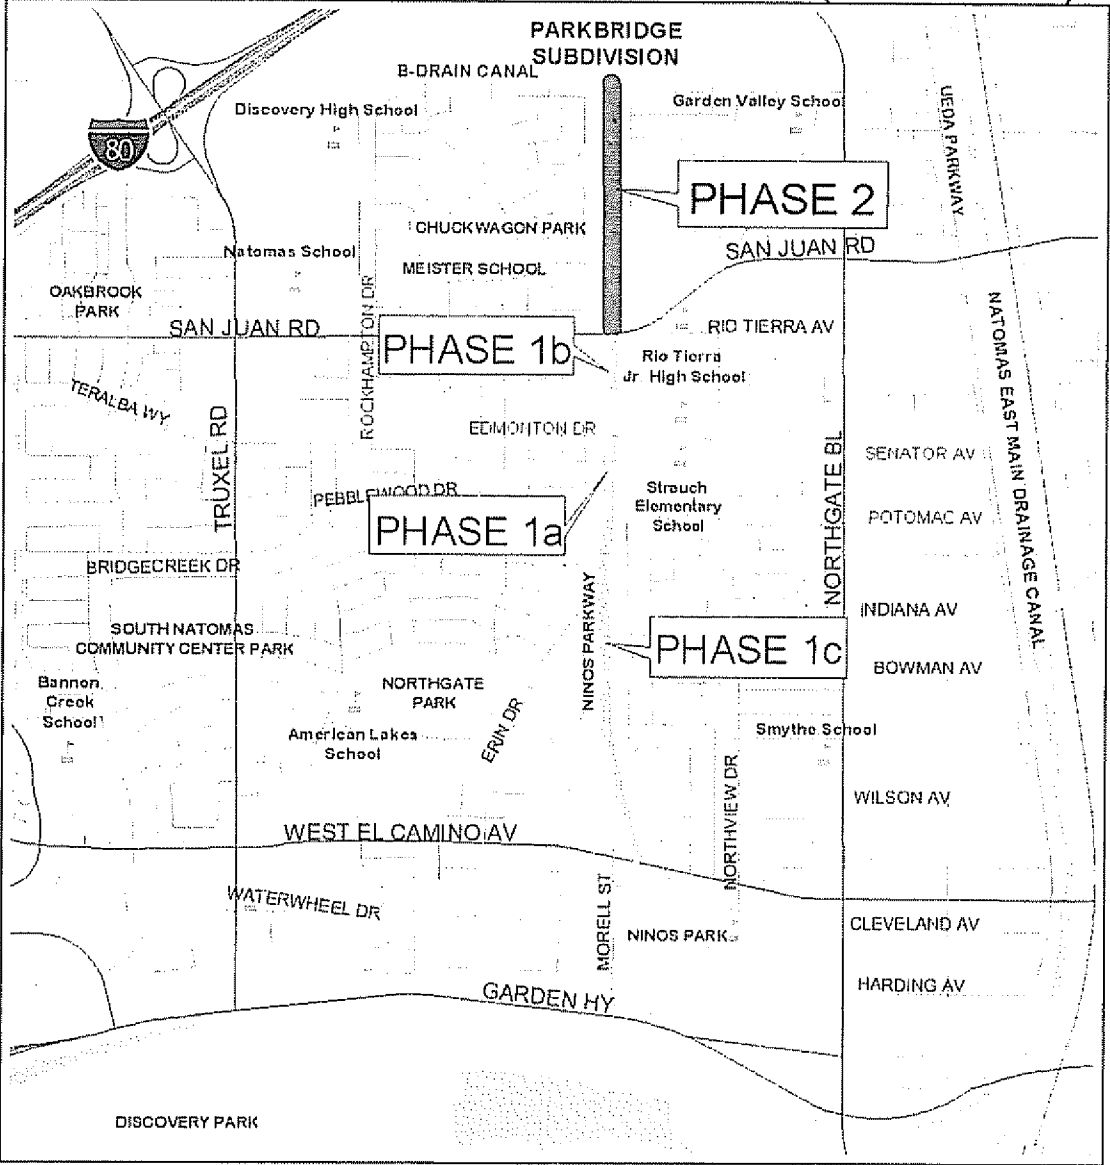 PARKBRIDGE
SUBDIVISION
B-DRAIN CANAL
Discovery High School
Garden Valley School
UEDA PARKWAY
80
PHASE 2
CHUCKWAGON PARK
SAN JUAN RD
Natomas School
MEISTER SCHOOL
OAKBROOK
PARK
ROCKHAMPTON DR
NATOMAS EAST MAIN DRAINAGE CANAL
SAN JUAN RD
RIO TIERRA AV
PHASE 1b
Rio Tierra
Jr. High School
TERALBA WY
TRUXEL RD
EDMONTON DR
NORTHGATE BL
SENATOR AV
PEBBLEWOOD DR
Strauch
Elementary
School
PHASE 1a
POTOMAC AV
BRIDGECREEK DR
NINOS PARKWAY
INDIANA AV
SOUTH NATOMAS
COMMUNITY CENTER PARK
PHASE 1c
BOWMAN AV
Bannon
Creek
School
NORTHGATE
PARK
ERIN DR
American Lakes
School
Smythe School
NORTHVIEW DR
WILSON AV
WEST EL CAMINO AV
WATERWHEEL DR
MORELL ST
NINOS PARK
CLEVELAND AV
HARDING AV
GARDEN HY
DISCOVERY PARK